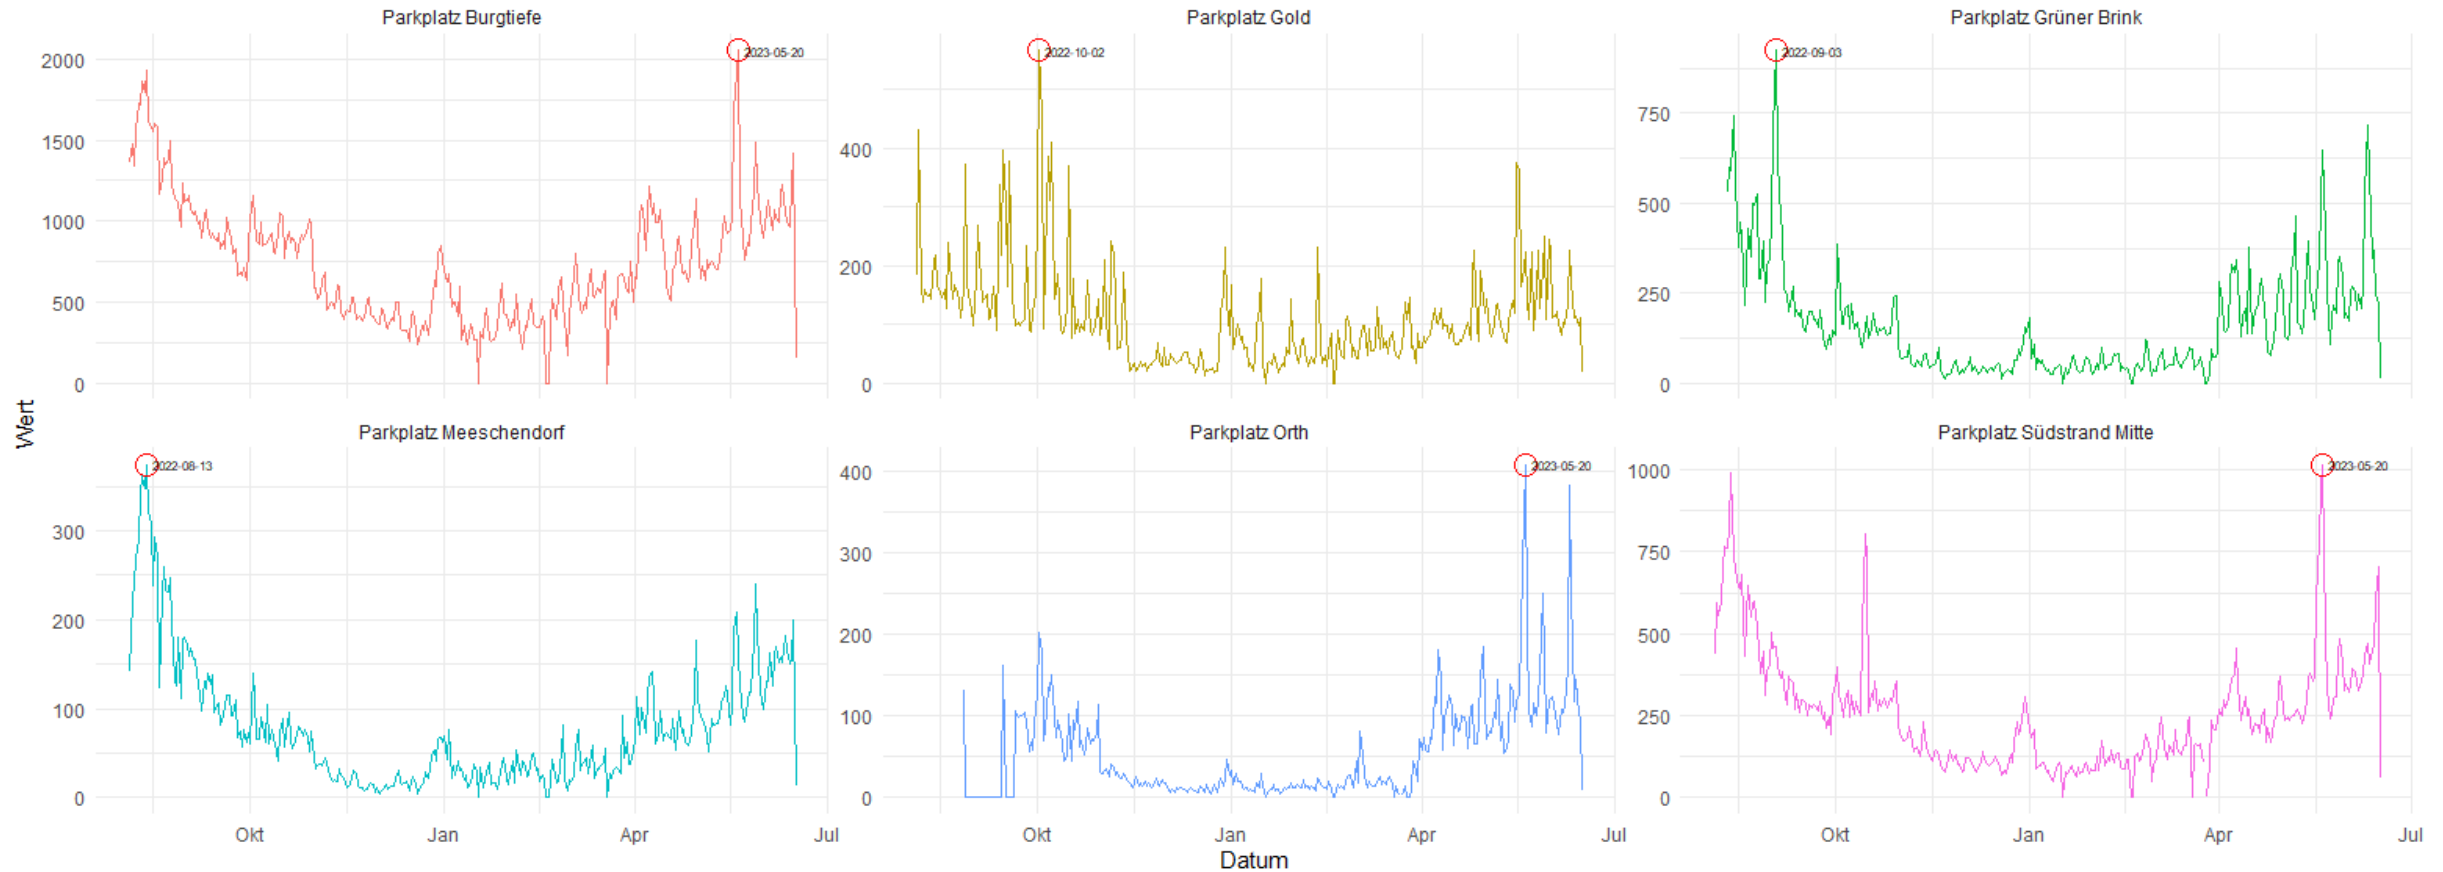 Parkplatz Burgtiefe
Parkplatz Gold
Parkplatz Grüner Brink
2000
1500
1000
500
0
2023-05-20
400
200
0
2022-10-02
750
500
250
0
2022-09-03
Wert
Parkplatz Meeschendorf
Parkplatz Orth
Parkplatz Südstrand Mitte
300
200
100
0
2022-08-13
400
300
200
100
0
2023-05-20
1000
750
500
250
0
2023-05-20
Okt Jan Apr Jul
Okt Jan Apr Jul
Okt Jan Apr Jul
Datum